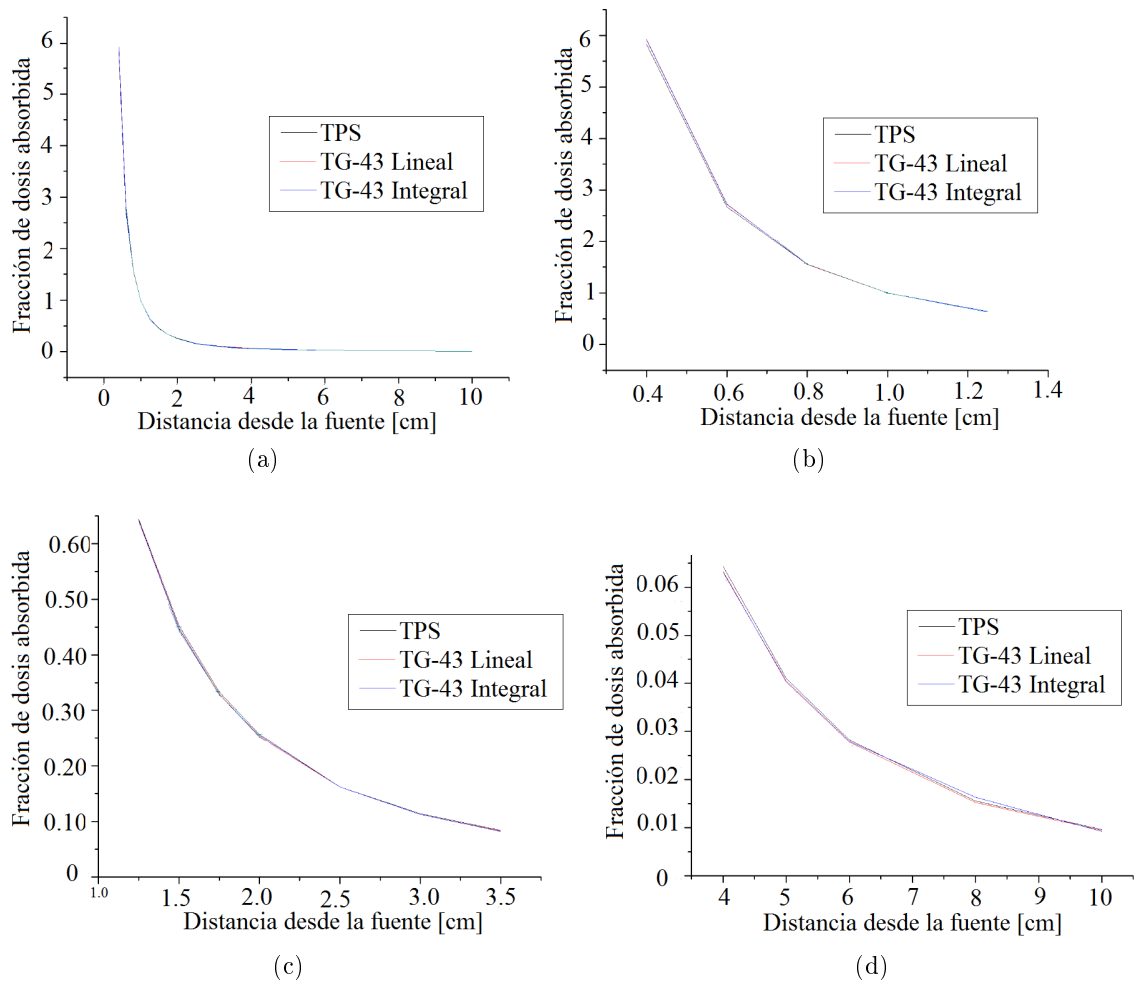 Fracción de dosis absorbida
6
5
4
3
2
1
0
TPS
TG-43 Lineal
TG-43 Integral
0 2 4 6 8 10
Distancia desde la fuente [cm]
(a)
Fracción de dosis absorbida
6
5
4
3
2
1
0
TPS
TG-43 Lineal
TG-43 Integral
0.4 0.6 0.8 1.0 1.2 1.4
Distancia desde la fuente [cm]
(b)
Fracción de dosis absorbida
0.60
0.50
0.40
0.30
0.20
0.10
0
TPS
TG-43 Lineal
TG-43 Integral
1.0 1.5 2.0 2.5 3.0 3.5
Distancia desde la fuente [cm]
(c)
Fracción de dosis absorbida
0.06
0.05
0.04
0.03
0.02
0.01
0
TPS
TG-43 Lineal
TG-43 Integral
4 5 6 7 8 9 10
Distancia desde la fuente [cm]
(d)